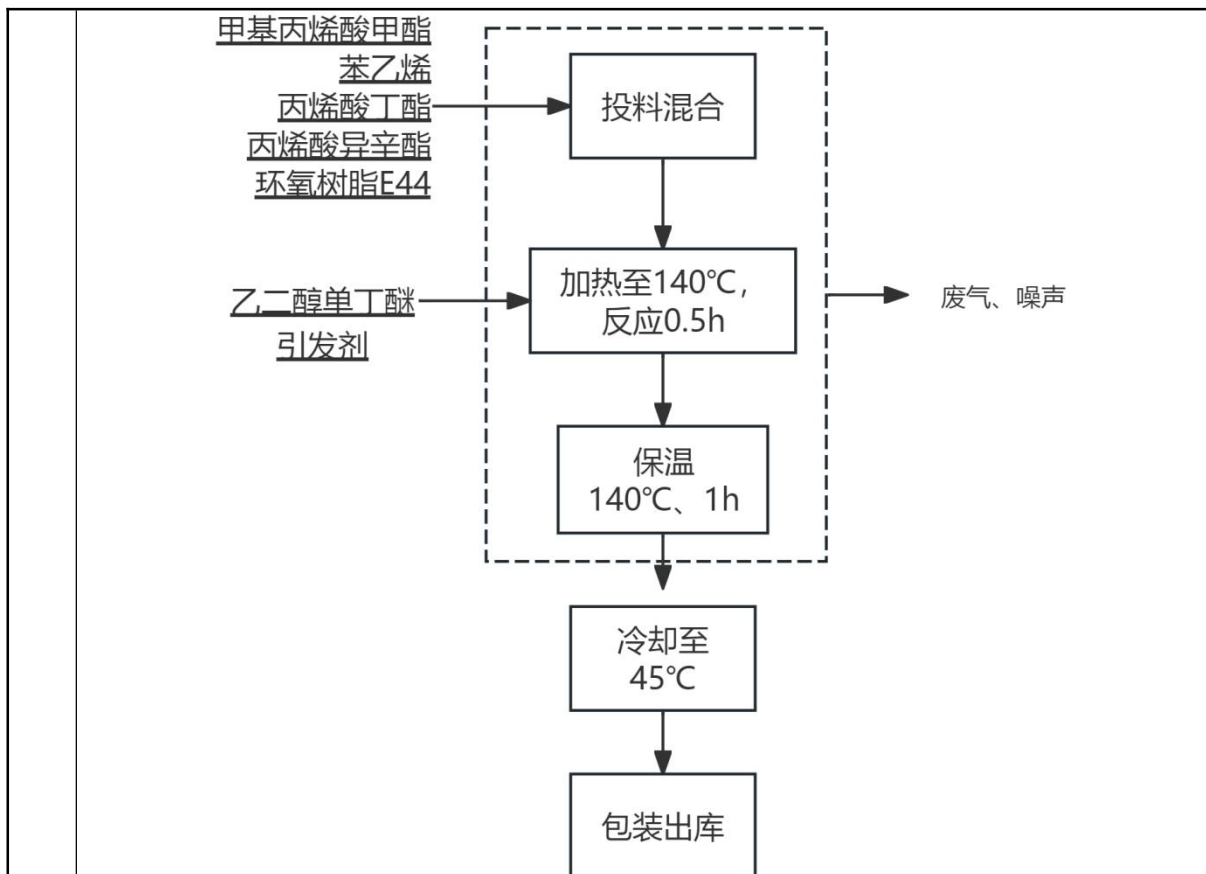 甲基丙烯酸甲酯
苯乙烯
丙烯酸丁酯
丙烯酸异辛酯
环氧树脂E44
投料混合
乙二醇单丁醚
引发剂
加热至140℃，
反应0.5h
废气、噪声
保温
140℃、1h
冷却至
45℃
包装出库